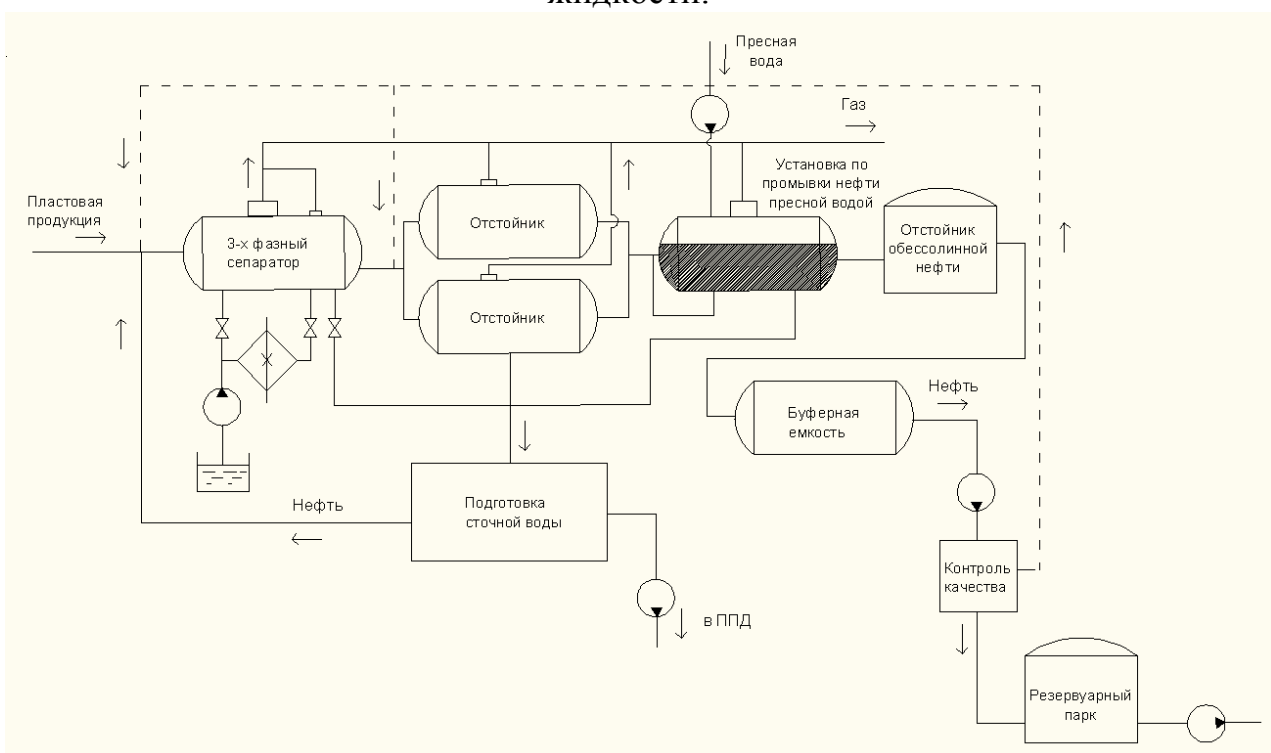 жидкости.
Пресная
вода
Газ
Установка по
промывки нефти
пресной водой
Пластовая
продукция
3-х фазный
сепаратор
Отстойник
Отстойник
Отстойник
обессолинной
нефти
Нефть
Буферная
емкость
Нефть
Подготовка
сточной воды
Контроль
качества
в ППД
Резервуарный
парк